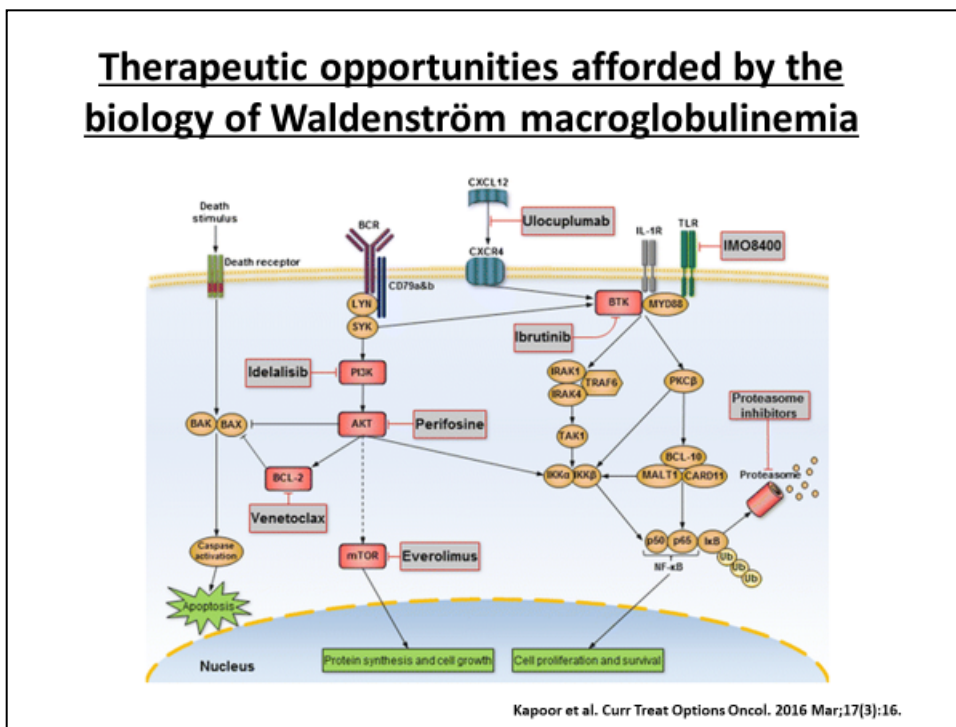 Therapeutic opportunities afforded by the
biology of Waldenström macroglobulinemia
CXCL12
Death
stimulus
BCR
Ulocuplumab
IL-1R
TLR
IMO8400
CXCR4
Death receptor
CD79a&b
LYN
SYK
BTK
MYD88
Ibrutinib
Idelalisib
PI3K
IRAK1
TRAF6
IRAK4
PKCβ
Proteasome
inhibitors
BAK
BAX
AKT
Perifosine
TAK1
BCL-2
IKKα
IKKβ
BCL-10
MALT1
CARD11
Proteasome
Venetoclax
Caspase
activation
mTOR
Everolimus
p50
p65
IκB
Ub
Ub
Ub
NF-κB
Apoptosis
Nucleus
Protein synthesis and cell growth
Cell proliferation and survival
Kapoor et al. Curr Treat Options Oncol. 2016 Mar;17(3):16.